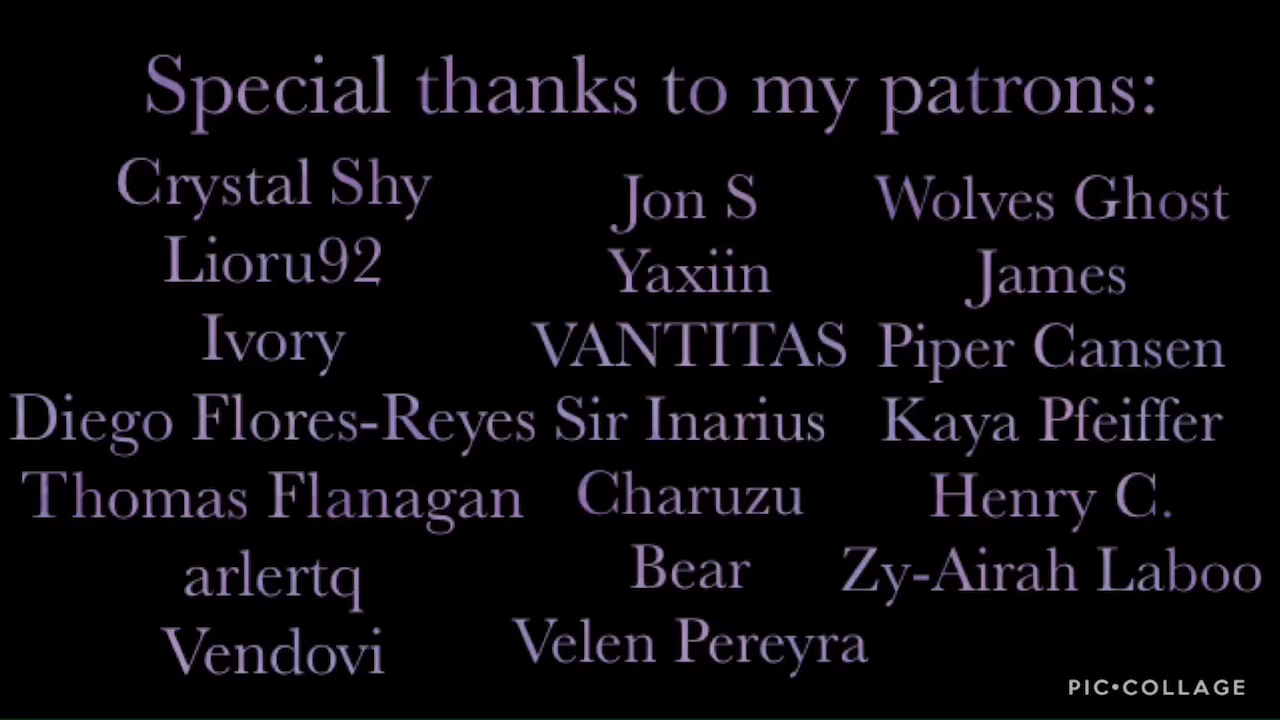 Special thanks to my patrons:
Crystal Shy
Lioru92
Ivory
Diego Flores-Reyes
Thomas Flanagan
arlertq
Vendovi
Jon S
Yaxiin
VANTITAS
Sir Inarius
Charuzu
Bear
Velen Pereyra
Wolves Ghost
James
Piper Cansen
Kaya Pfeiffer
Henry C.
Zy-Airah Laboo
PIC•COLLAGE